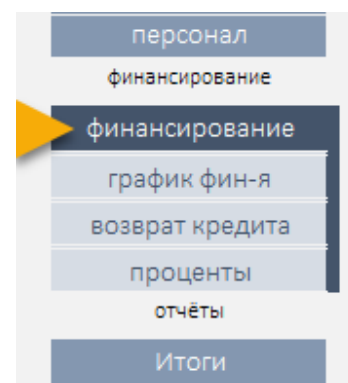 персонал
финансирование
финансирование
график фин-я
возврат кредита
проценты
отчёты
Итоги